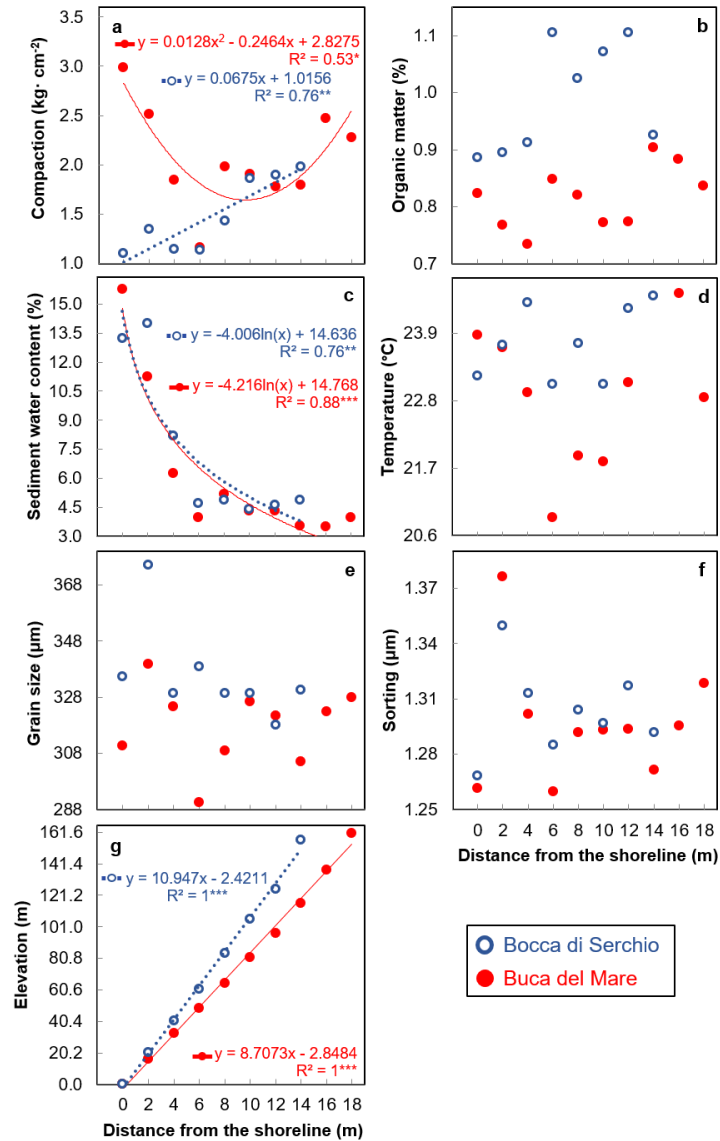 a
y = 0.0128x² - 0.2464x + 2.8275
R² = 0.53*
y = 0.0675x + 1.0156
R² = 0.76**
Compaction (kg· cm⁻²)
3.5
3.0
2.5
2.0
1.5
1.0
b
Organic matter (%)
1.1
1.0
0.9
0.8
0.7
c
y = -4.006ln(x) + 14.636
R² = 0.76**
y = -4.216ln(x) + 14.768
R² = 0.88***
Sediment water content (%)
15.0
13.5
10.5
9.0
7.5
6.0
4.5
3.0
d
Temperature (°C)
23.9
22.8
21.7
20.6
e
Grain size (µm)
368
348
328
308
288
f
Sorting (µm)
1.37
1.34
1.31
1.28
1.25
0 2 4 6 8 10 12 14 16 18
Distance from the shoreline (m)
g
y = 10.947x - 2.4211
R² = 1***
y = 8.7073x - 2.8484
R² = 1***
Elevation (m)
161.6
141.4
121.2
101.0
80.8
60.6
40.4
20.2
0.0
0 2 4 6 8 10 12 14 16 18
Distance from the shoreline (m)
Bocca di Serchio
Buca del Mare